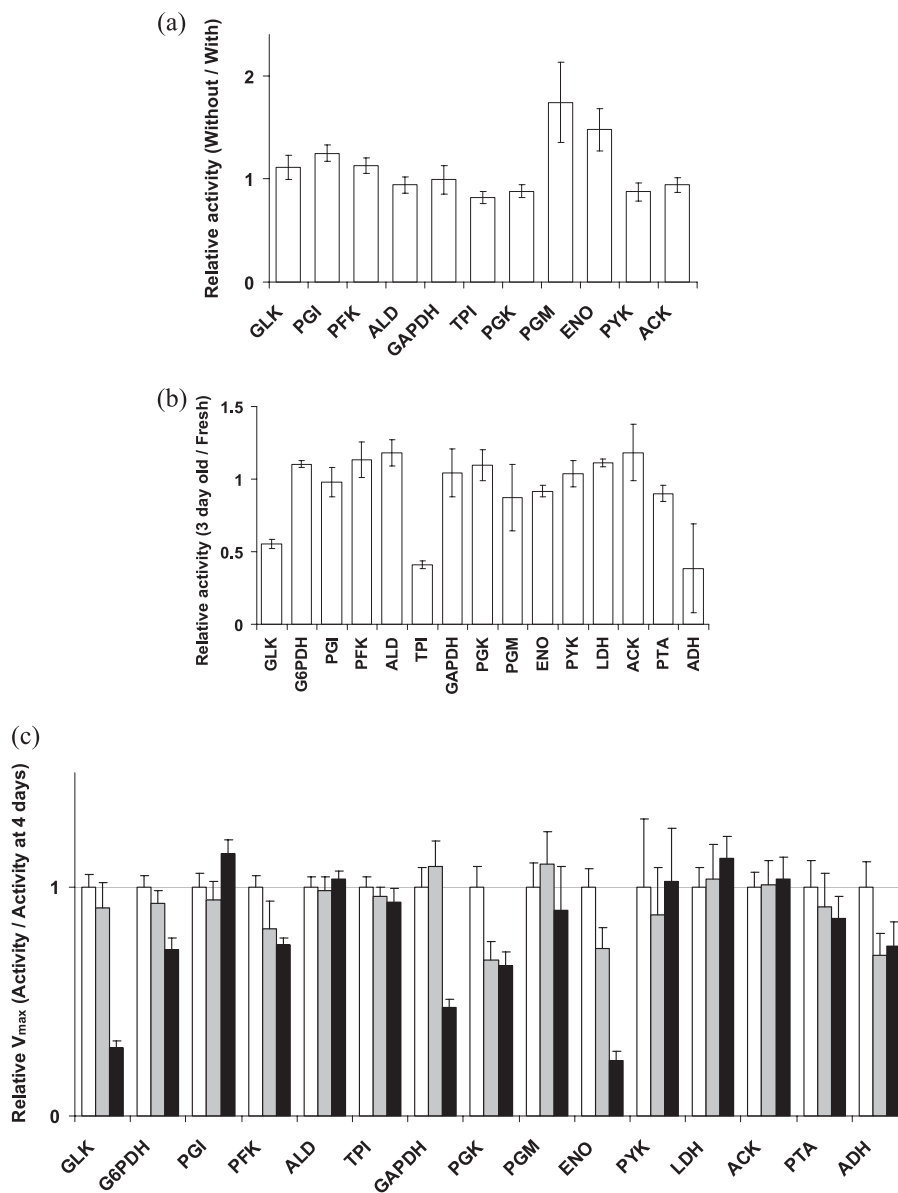 (a)
Relative activity (Without / With)
2
1
0
GLK PGI PFK ALD GAPDH TPI PGK PGM ENO PYK ACK
(b)
Relative activity (3 day old / Fresh)
1.5
1
0.5
0
GLK G6PDH PGI PFK ALD TPI GAPDH PGK PGM ENO PYK LDH ACK PTA ADH
(c)
Relative Vmax (Activity / Activity at 4 days)
1
0
GLK G6PDH PGI PFK ALD TPI GAPDH PGK PGM ENO PYK LDH ACK PTA ADH